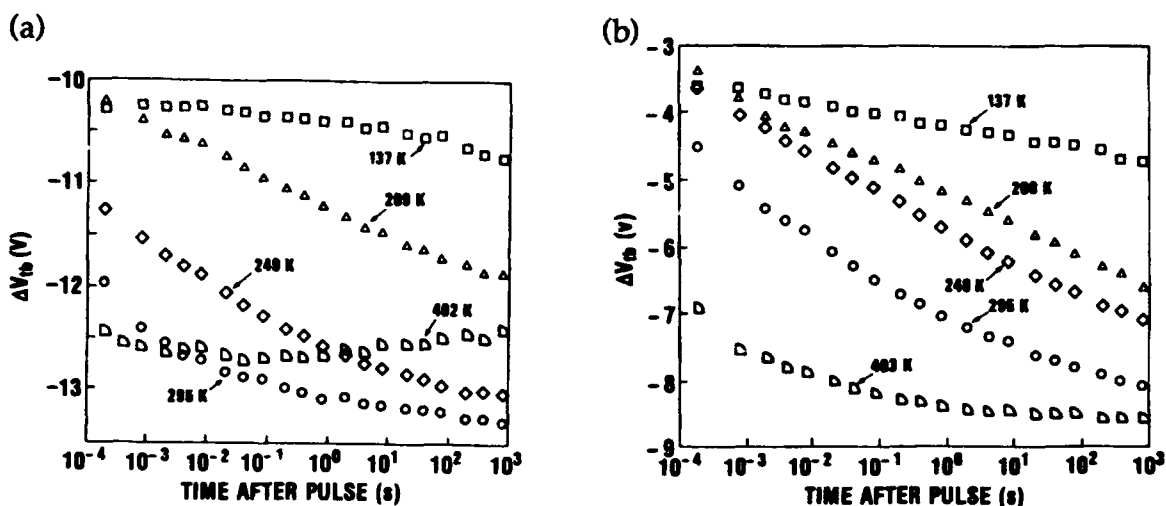 (a)
-10
-11
-12
-13
ΔV_fb (V)
137 K
200 K
240 K
402 K
295 K
10⁻⁴ 10⁻³ 10⁻² 10⁻¹ 10⁰ 10¹ 10² 10³
TIME AFTER PULSE (s)
(b)
-3
-4
-5
-6
-7
-8
-9
ΔV_fb (V)
137 K
200 K
240 K
295 K
403 K
10⁻⁴ 10⁻³ 10⁻² 10⁻¹ 10⁰ 10¹ 10² 10³
TIME AFTER PULSE (s)